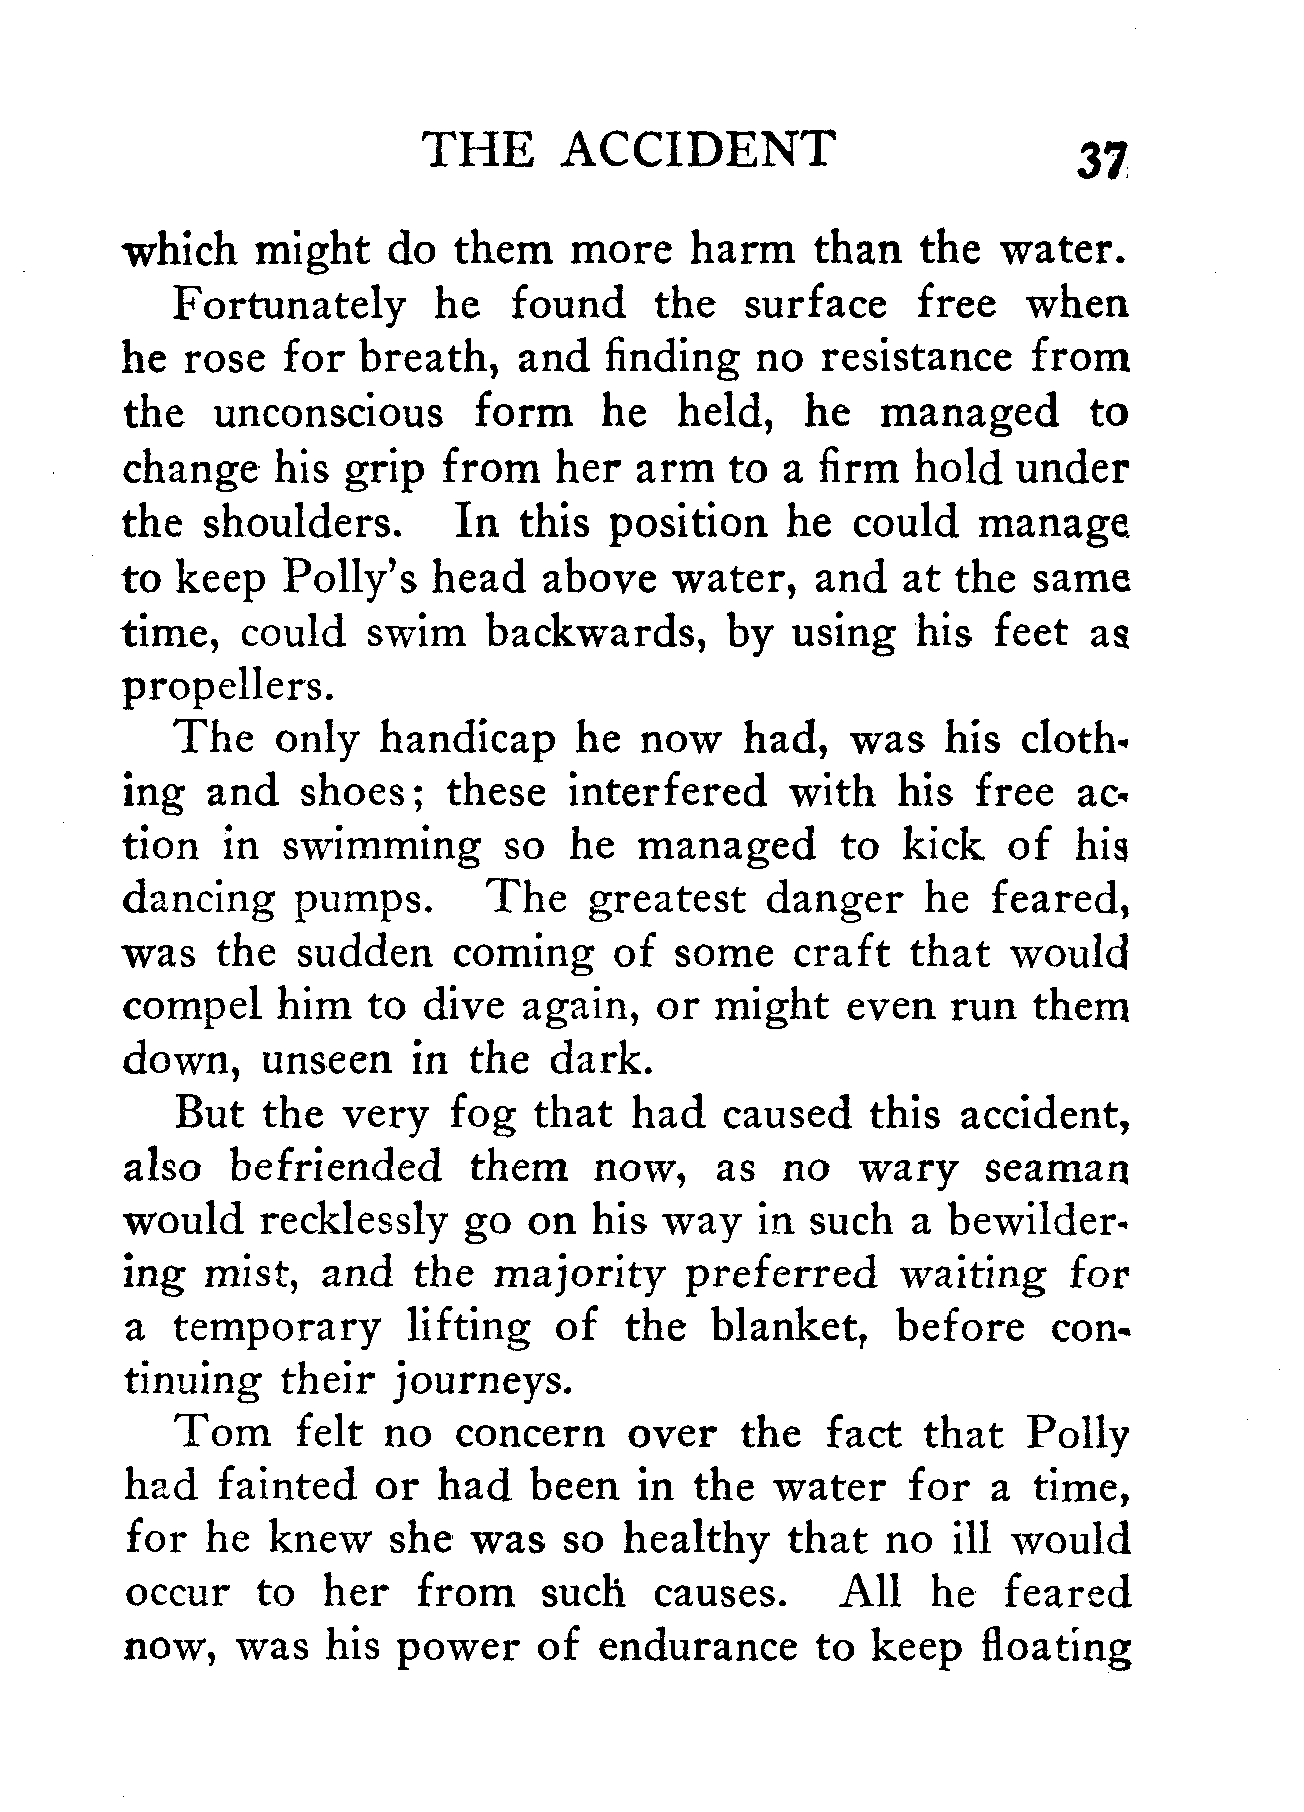 THE ACCIDENT 37
which might do them more harm than the water.
Fortunately he found the surface free when
he rose for breath, and finding no resistance from
the unconscious form he held, he managed to
change his grip from her arm to a firm hold under
the shoulders. In this position he could manage
to keep Polly's head above water, and at the same
time, could swim backwards, by using his feet as
propellers.
The only handicap he now had, was his cloth-
ing and shoes; these interfered with his free ac-
tion in swimming so he managed to kick of his
dancing pumps. The greatest danger he feared,
was the sudden coming of some craft that would
compel him to dive again, or might even run them
down, unseen in the dark.
But the very fog that had caused this accident,
also befriended them now, as no wary seaman
would recklessly go on his way in such a bewilder-
ing mist, and the majority preferred waiting for
a temporary lifting of the blanket, before con-
tinuing their journeys.
Tom felt no concern over the fact that Polly
had fainted or had been in the water for a time,
for he knew she was so healthy that no ill would
occur to her from such causes. All he feared
now, was his power of endurance to keep floating